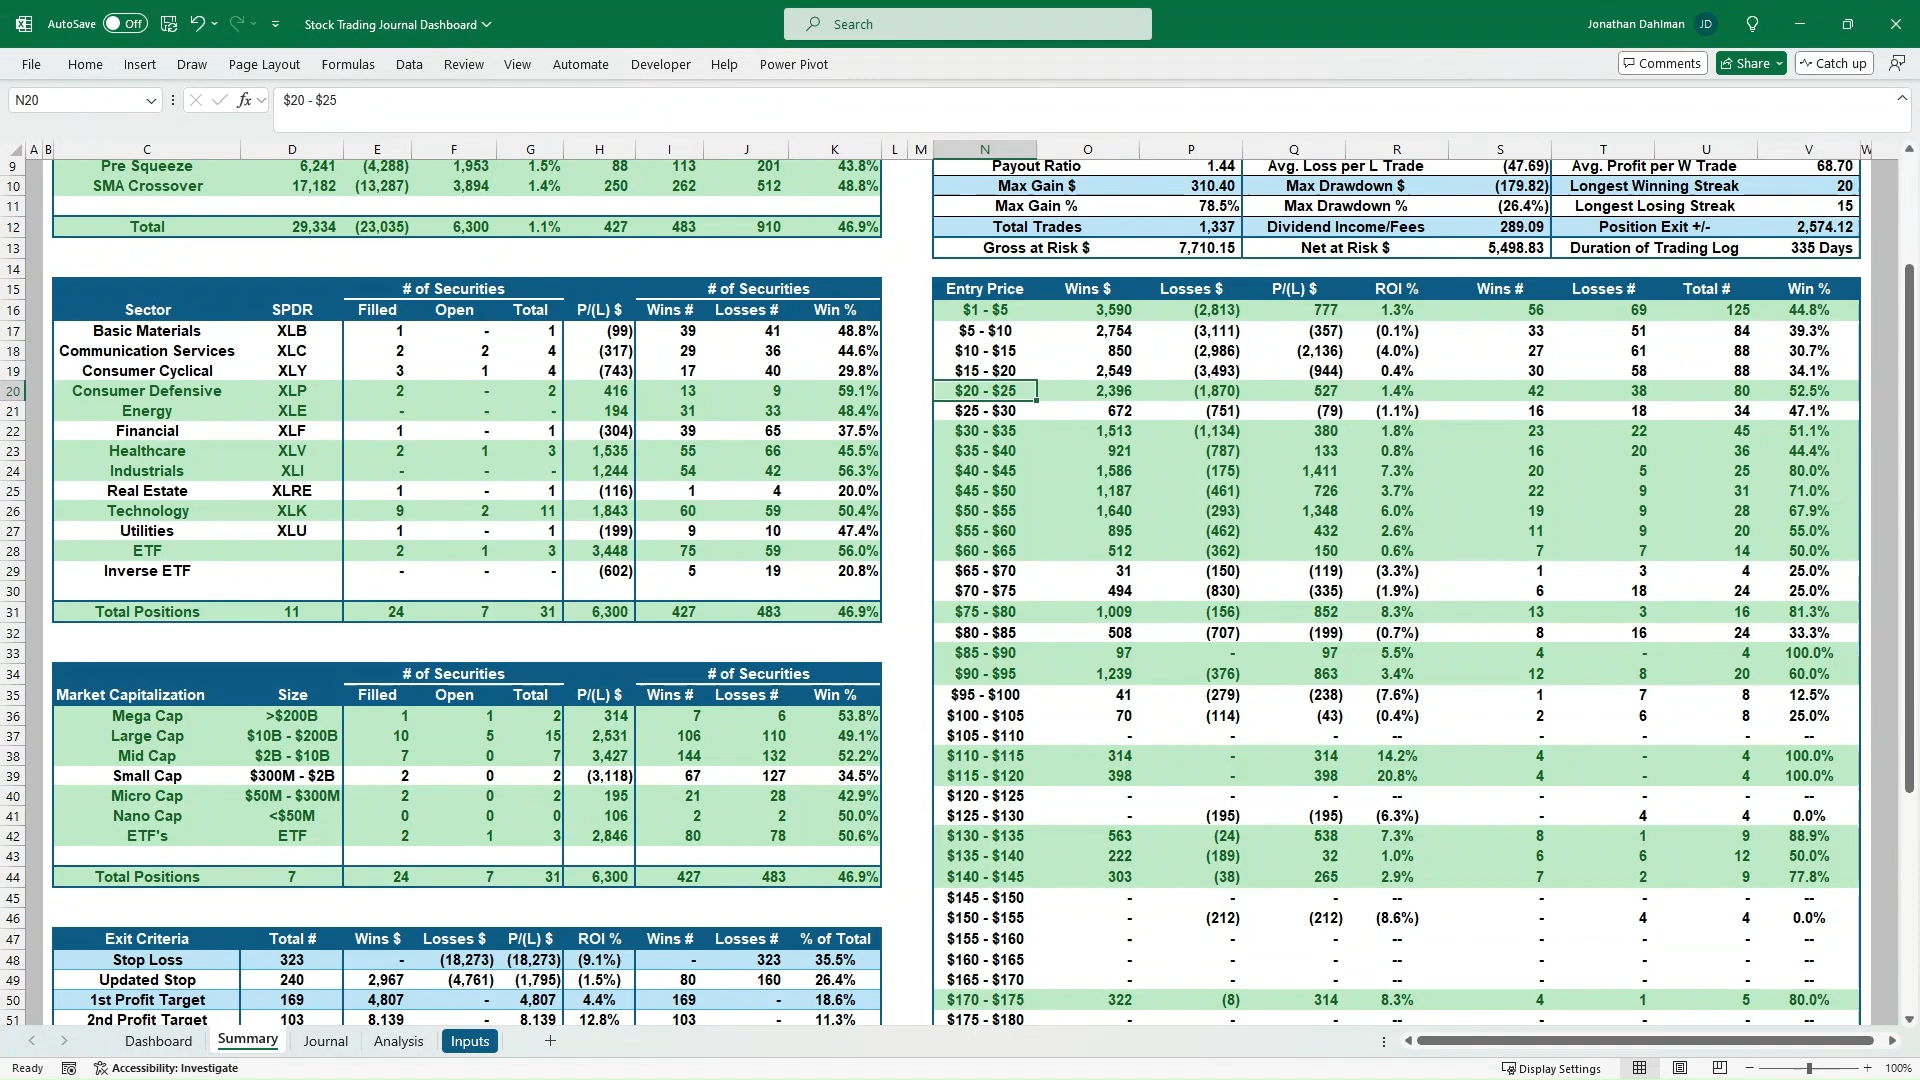 AutoSave Off Stock Trading Journal Dashboard Search Jonathan Dahlman JD
File Home Insert Draw Page Layout Formulas Data Review View Automate Developer Help Power Pivot Comments Share Catch up
N20 fx $20 - $25
A B C D E F G H I J K L M N O P Q R S T U V W
9 Pre Squeeze 6,241 (4,288) 1,953 1.5% 88 113 201 43.8% Payout Ratio 1.44 Avg. Loss per L Trade (47.69) Avg. Profit per W Trade 68.70
10 SMA Crossover 17,182 (13,287) 3,894 1.4% 250 262 512 48.8% Max Gain $ 310.40 Max Drawdown $ (179.82) Longest Winning Streak 20
11 Max Gain % 78.5% Max Drawdown % (26.4%) Longest Losing Streak 15
12 Total 29,334 (23,035) 6,300 1.1% 427 483 910 46.9% Total Trades 1,337 Dividend Income/Fees 289.09 Position Exit +/- 2,574.12
13 Gross at Risk $ 7,710.15 Net at Risk $ 5,498.83 Duration of Trading Log 335 Days
14
15 # of Securities # of Securities Entry Price Wins $ Losses $ P/(L) $ ROI % Wins # Losses # Total # Win %
16 Sector SPDR Filled Open Total P/(L) $ Wins # Losses # Win % $1 - $5 3,590 (2,813) 777 1.3% 56 69 125 44.8%
17 Basic Materials XLB 1 - 1 (99) 39 41 48.8% $5 - $10 2,754 (3,111) (357) (0.1%) 33 51 84 39.3%
18 Communication Services XLC 2 2 4 (317) 29 36 44.6% $10 - $15 850 (2,986) (2,136) (4.0%) 27 61 88 30.7%
19 Consumer Cyclical XLY 3 1 4 (743) 17 40 29.8% $15 - $20 2,549 (3,493) (944) 0.4% 30 58 88 34.1%
20 Consumer Defensive XLP 2 - 2 416 13 9 59.1% $20 - $25 2,396 (1,870) 527 1.4% 42 38 80 52.5%
21 Energy XLE - - - 194 31 33 48.4% $25 - $30 672 (751) (79) (1.1%) 16 18 34 47.1%
22 Financial XLF 1 - 1 (304) 39 65 37.5% $30 - $35 1,513 (1,134) 380 1.8% 23 22 45 51.1%
23 Healthcare XLV 2 1 3 1,535 55 66 45.5% $35 - $40 921 (787) 133 0.8% 16 20 36 44.4%
24 Industrials XLI - - - 1,244 54 42 56.3% $40 - $45 1,586 (175) 1,411 7.3% 20 5 25 80.0%
25 Real Estate XLRE 1 - 1 (116) 1 4 20.0% $45 - $50 1,187 (461) 726 3.7% 22 9 31 71.0%
26 Technology XLK 9 2 11 1,843 60 59 50.4% $50 - $55 1,640 (293) 1,348 6.0% 19 9 28 67.9%
27 Utilities XLU 1 - 1 (199) 9 10 47.4% $55 - $60 895 (462) 432 2.6% 11 9 20 55.0%
28 ETF 2 1 3 3,448 75 59 56.0% $60 - $65 512 (362) 150 0.6% 7 7 14 50.0%
29 Inverse ETF - - - (602) 5 19 20.8% $65 - $70 31 (150) (119) (3.3%) 1 3 4 25.0%
30 $70 - $75 494 (830) (335) (1.9%) 6 18 24 25.0%
31 Total Positions 11 24 7 31 6,300 427 483 46.9% $75 - $80 1,009 (156) 852 8.3% 13 3 16 81.3%
32 $80 - $85 508 (707) (199) (0.7%) 8 16 24 33.3%
33 $85 - $90 97 - 97 5.5% 4 - 4 100.0%
34 # of Securities # of Securities $90 - $95 1,239 (376) 863 3.4% 12 8 20 60.0%
35 Market Capitalization Size Filled Open Total P/(L) $ Wins # Losses # Win % $95 - $100 41 (279) (238) (7.6%) 1 7 8 12.5%
36 Mega Cap >$200B 1 1 2 314 7 6 53.8% $100 - $105 70 (114) (43) (0.4%) 2 6 8 25.0%
37 Large Cap $10B - $200B 10 5 15 2,531 106 110 49.1% $105 - $110 - - - -- - - - --
38 Mid Cap $2B - $10B 7 0 7 3,427 144 132 52.2% $110 - $115 314 - 314 14.2% 4 - 4 100.0%
39 Small Cap $300M - $2B 2 0 2 (3,118) 67 127 34.5% $115 - $120 398 - 398 20.8% 4 - 4 100.0%
40 Micro Cap $50M - $300M 2 0 2 195 21 28 42.9% $120 - $125 - - - -- - - - --
41 Nano Cap <$50M 0 0 0 106 2 2 50.0% $125 - $130 - (195) (195) (6.3%) - 4 4 0.0%
42 ETF's ETF 2 1 3 2,846 80 78 50.6% $130 - $135 563 (24) 538 7.3% 8 1 9 88.9%
43 $135 - $140 222 (189) 32 1.0% 6 6 12 50.0%
44 Total Positions 7 24 7 31 6,300 427 483 46.9% $140 - $145 303 (38) 265 2.9% 7 2 9 77.8%
45 $145 - $150 - - - -- - - - --
46 $150 - $155 - (212) (212) (8.6%) - 4 4 0.0%
47 Exit Criteria Total # Wins $ Losses $ P/(L) $ ROI % Wins # Losses # % of Total $155 - $160 - - - -- - - - --
48 Stop Loss 323 - (18,273) (18,273) (9.1%) - 323 35.5% $160 - $165 - - - -- - - - --
49 Updated Stop 240 2,967 (4,761) (1,795) (1.5%) 80 160 26.4% $165 - $170 - - - -- - - - --
50 1st Profit Target 169 4,807 - 4,807 4.4% 169 - 18.6% $170 - $175 322 (8) 314 8.3% 4 1 5 80.0%
51 2nd Profit Target 103 8,139 - 8,139 12.8% 103 - 11.3% $175 - $180 - - - -- - - - --
Dashboard Summary Journal Analysis Inputs
Ready Accessibility: Investigate Display Settings 100%